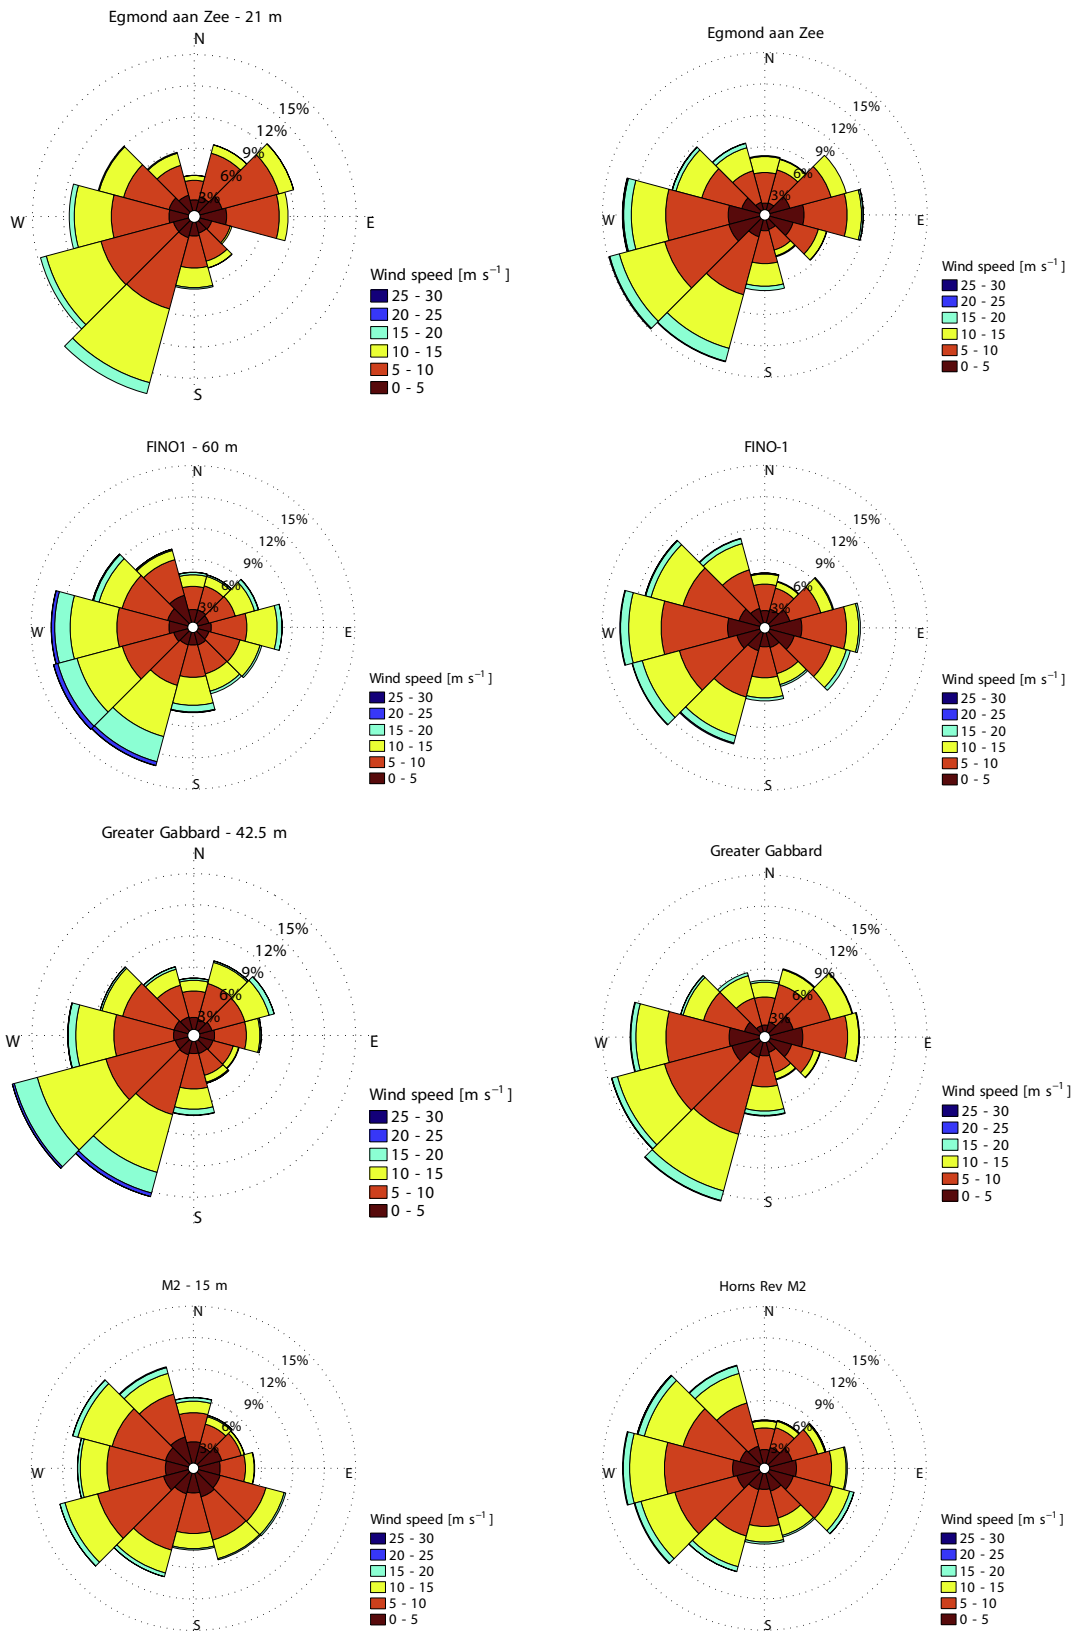 Egmond aan Zee - 21 m
N
15%
12%
9%
6%
3%
W
E
S
Wind speed [m s⁻¹]
25 - 30
20 - 25
15 - 20
10 - 15
5 - 10
0 - 5
Egmond aan Zee
N
15%
12%
9%
6%
3%
W
E
S
Wind speed [m s⁻¹]
25 - 30
20 - 25
15 - 20
10 - 15
5 - 10
0 - 5
FINO1 - 60 m
N
15%
12%
9%
6%
3%
W
E
S
Wind speed [m s⁻¹]
25 - 30
20 - 25
15 - 20
10 - 15
5 - 10
0 - 5
FINO-1
N
15%
12%
9%
6%
3%
W
E
S
Wind speed [m s⁻¹]
25 - 30
20 - 25
15 - 20
10 - 15
5 - 10
0 - 5
Greater Gabbard - 42.5 m
N
15%
12%
9%
6%
3%
W
E
S
Wind speed [m s⁻¹]
25 - 30
20 - 25
15 - 20
10 - 15
5 - 10
0 - 5
Greater Gabbard
N
15%
12%
9%
6%
3%
W
E
S
Wind speed [m s⁻¹]
25 - 30
20 - 25
15 - 20
10 - 15
5 - 10
0 - 5
M2 - 15 m
N
15%
12%
9%
6%
3%
W
E
S
Wind speed [m s⁻¹]
25 - 30
20 - 25
15 - 20
10 - 15
5 - 10
0 - 5
Horns Rev M2
N
15%
12%
9%
6%
3%
W
E
S
Wind speed [m s⁻¹]
25 - 30
20 - 25
15 - 20
10 - 15
5 - 10
0 - 5